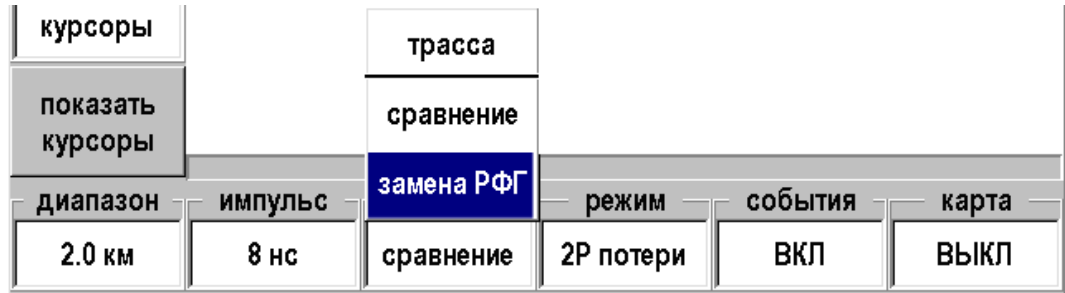 курсоры
трасса
показать
курсоры
сравнение
замена РФГ
диапазон импульс режим события карта
2.0 км 8 нс сравнение 2Р потери ВКЛ ВЫКЛ